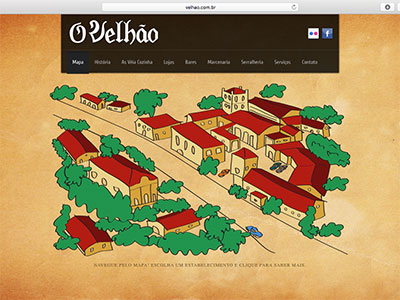 velhao.com.br
O Velhão
Mapa História As Véia Cozinha Lojas Bares Marcenaria Serralheria Serviços Contato
NAVEGUE PELO MAPA! ESCOLHA UM ESTABELECIMENTO E CLIQUE PARA SABER MAIS.